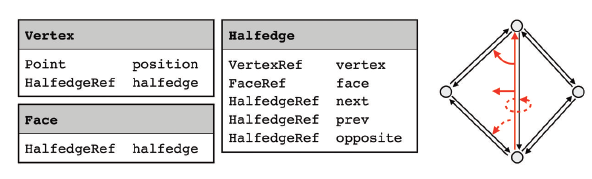 Vertex
Point position
HalfedgeRef halfedge
Face
HalfedgeRef halfedge
Halfedge
VertexRef vertex
FaceRef face
HalfedgeRef next
HalfedgeRef prev
HalfedgeRef opposite